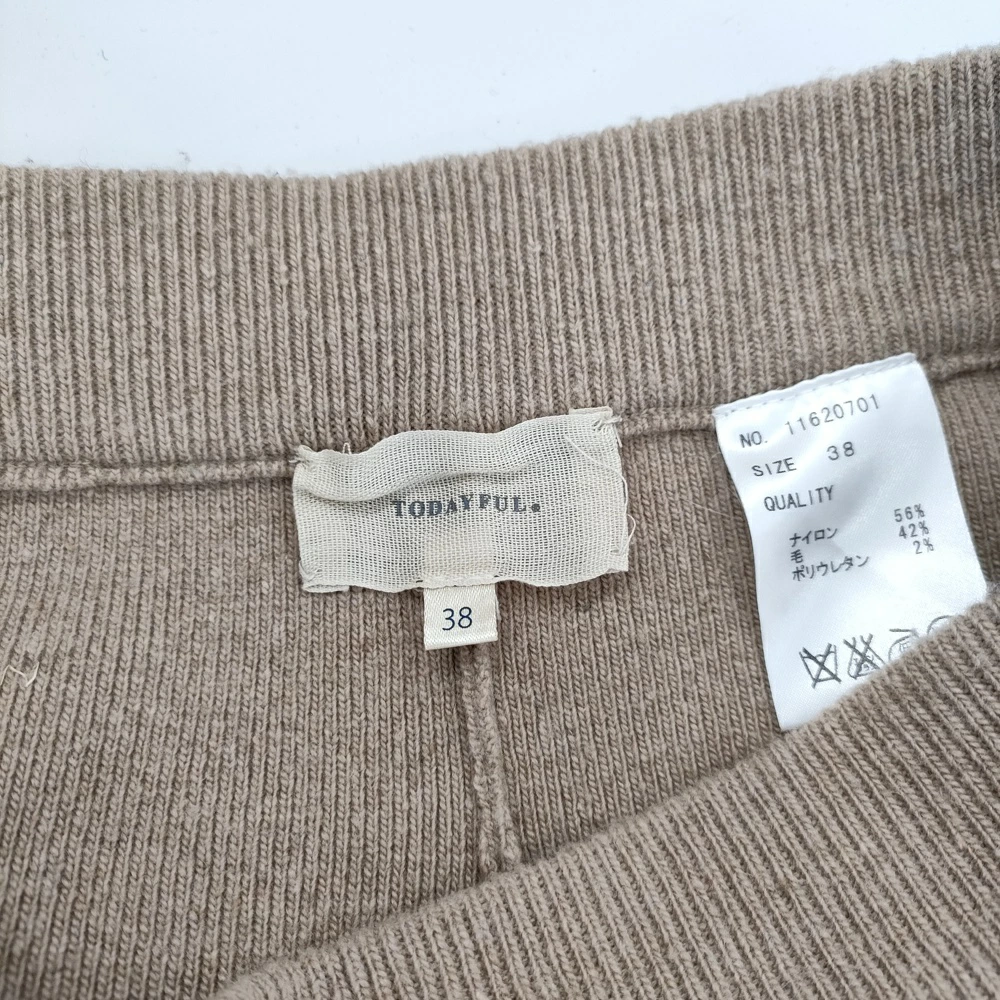 TODAYFUL.
38
NO. 11620701
SIZE 38
QUALITY
ナイロン 56%
毛 42%
ポリウレタン 2%